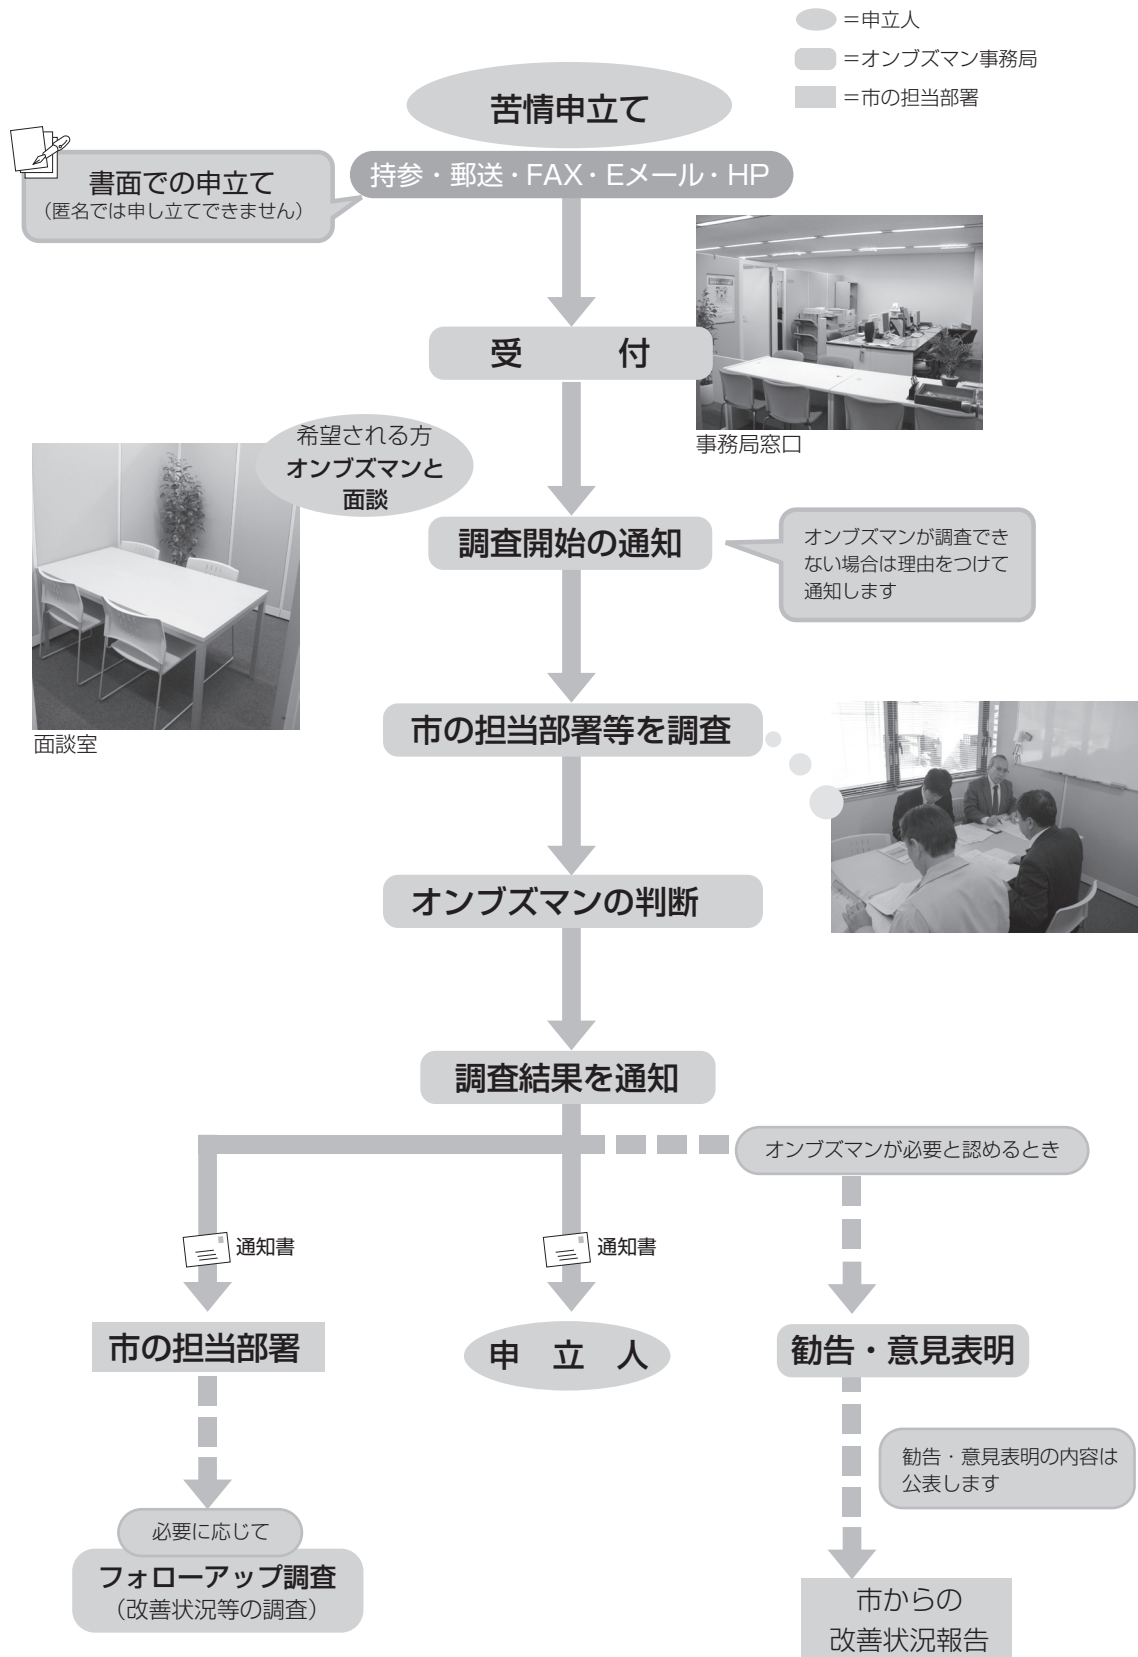 =申立人
=オンブズマン事務局
=市の担当部署
苦情申立て
持参・郵送・FAX・Eメール・HP
書面での申立て
（匿名では申し立てできません）
受　付
事務局窓口
希望される方
オンブズマンと
面談
面談室
調査開始の通知
オンブズマンが調査でき
ない場合は理由をつけて
通知します
市の担当部署等を調査
オンブズマンの判断
調査結果を通知
オンブズマンが必要と認めるとき
通知書
通知書
市の担当部署
申　立　人
勧告・意見表明
勧告・意見表明の内容は
公表します
必要に応じて
フォローアップ調査
（改善状況等の調査）
市からの
改善状況報告